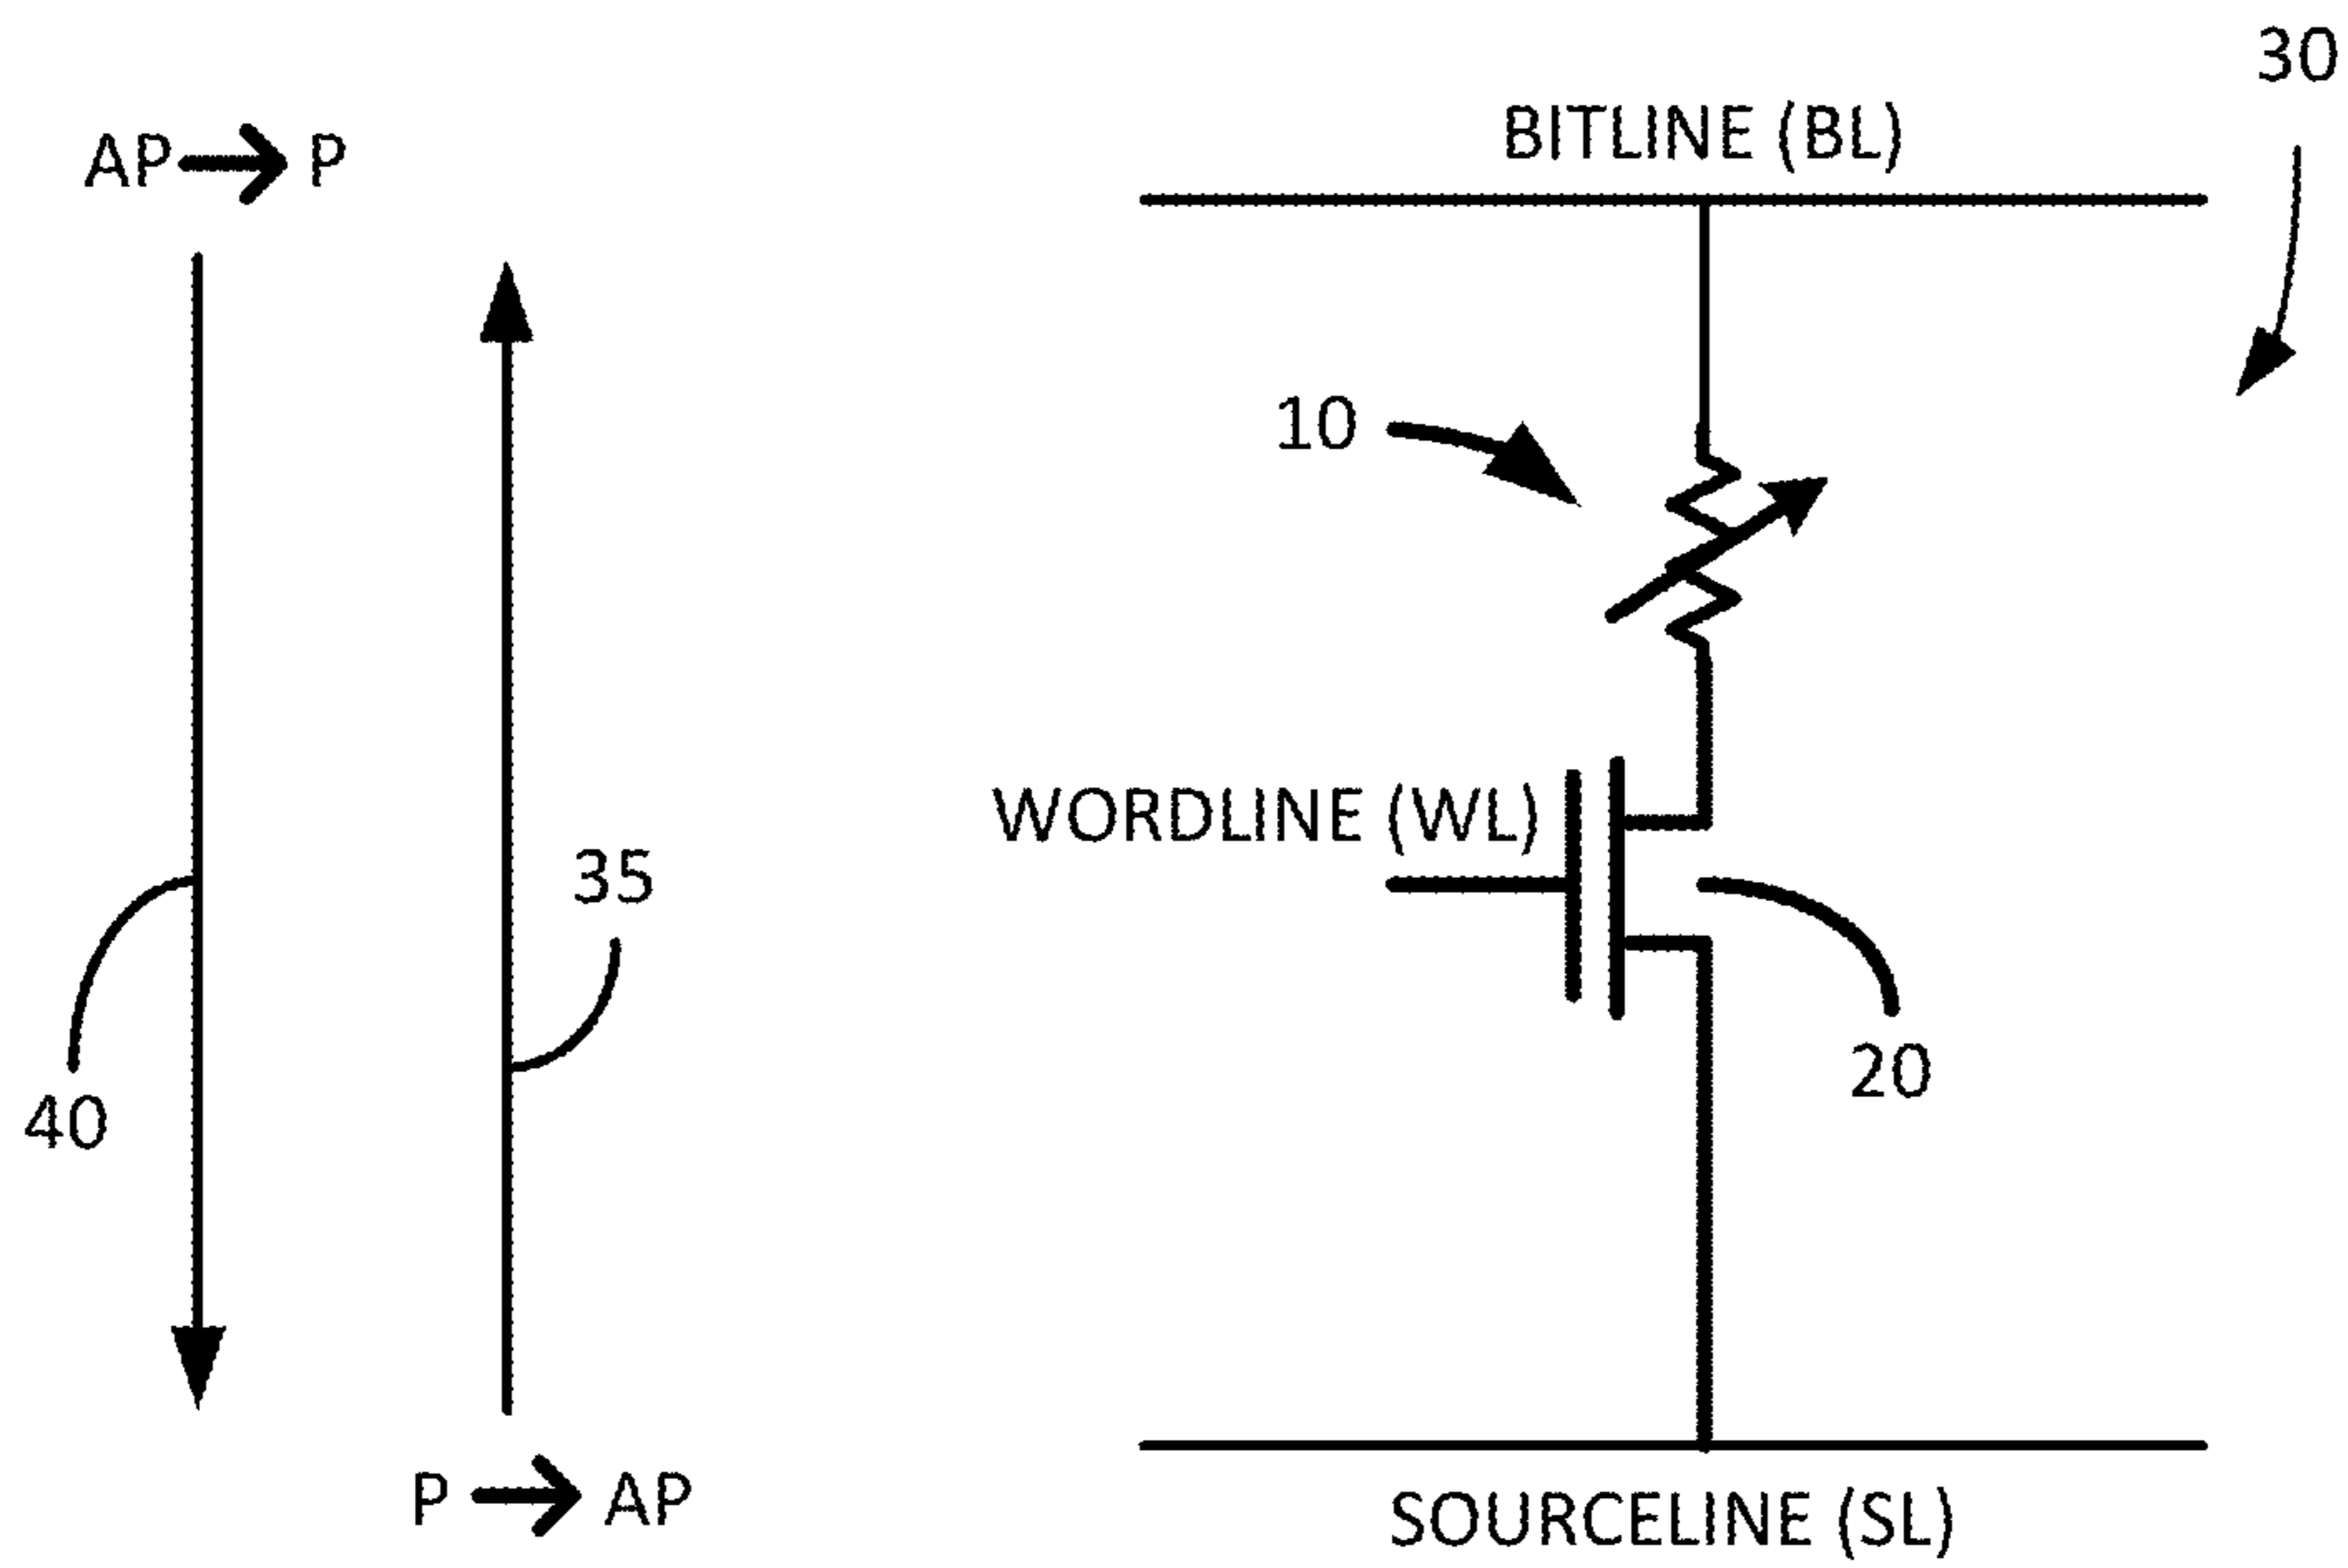 30
BITLINE (BL)
AP → P
10
WORDLINE (WL)
35
20
40
P → AP
SOURCELINE (SL)